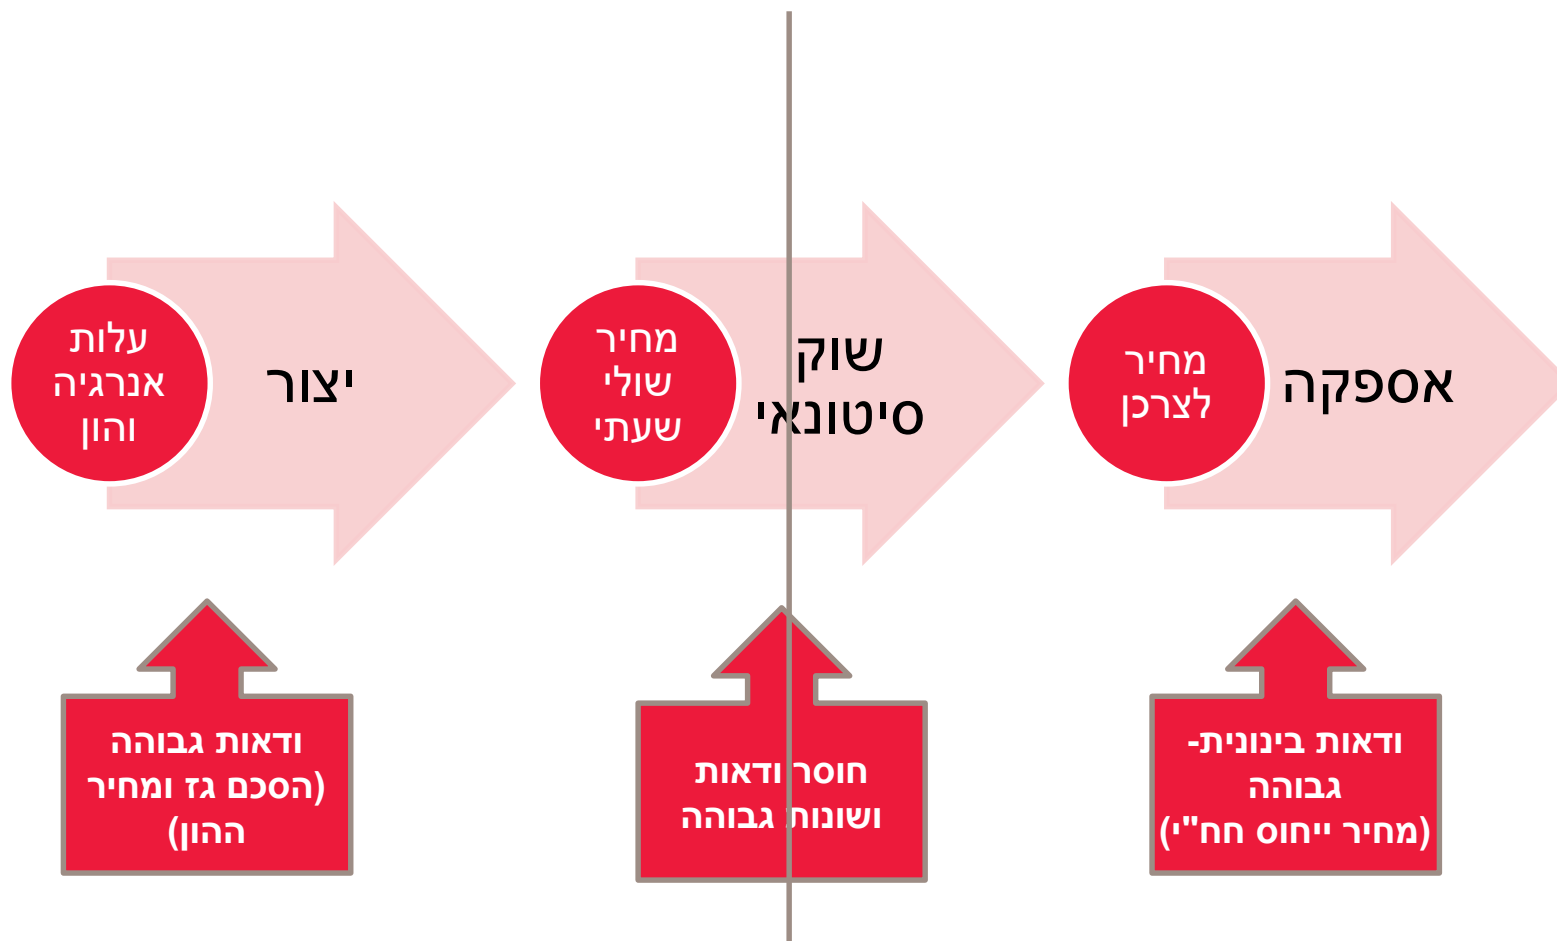 עלות
אנרגיה
והון
יצור
מחיר
שולי
שעתי
שוק
סיטונאי
מחיר
לצרכן
אספקה
ודאות גבוהה
(הסכם גז ומחיר
ההון)
חוסר ודאות
ושונות גבוהה
ודאות בינונית-
גבוהה
(מחיר ייחוס חח"י)